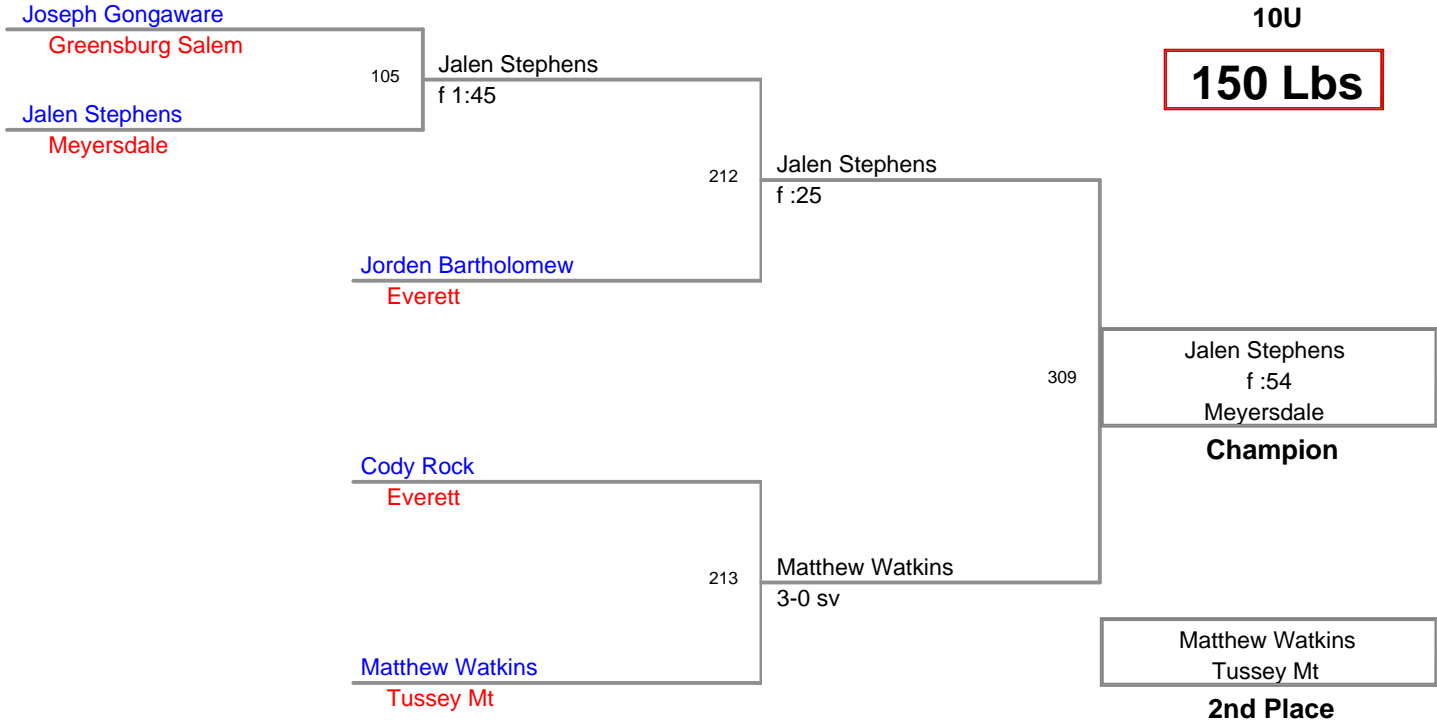 Joseph Gongaware
Greensburg Salem
105
Jalen Stephens
Meyersdale
Jalen Stephens
f 1:45
212
Jorden Bartholomew
Everett
Jalen Stephens
f :25
Cody Rock
Everett
213
Matthew Watkins
Tussey Mt
Matthew Watkins
3-0 sv
309
10U
150 Lbs
Jalen Stephens
f :54
Meyersdale
Champion
Matthew Watkins
Tussey Mt
2nd Place